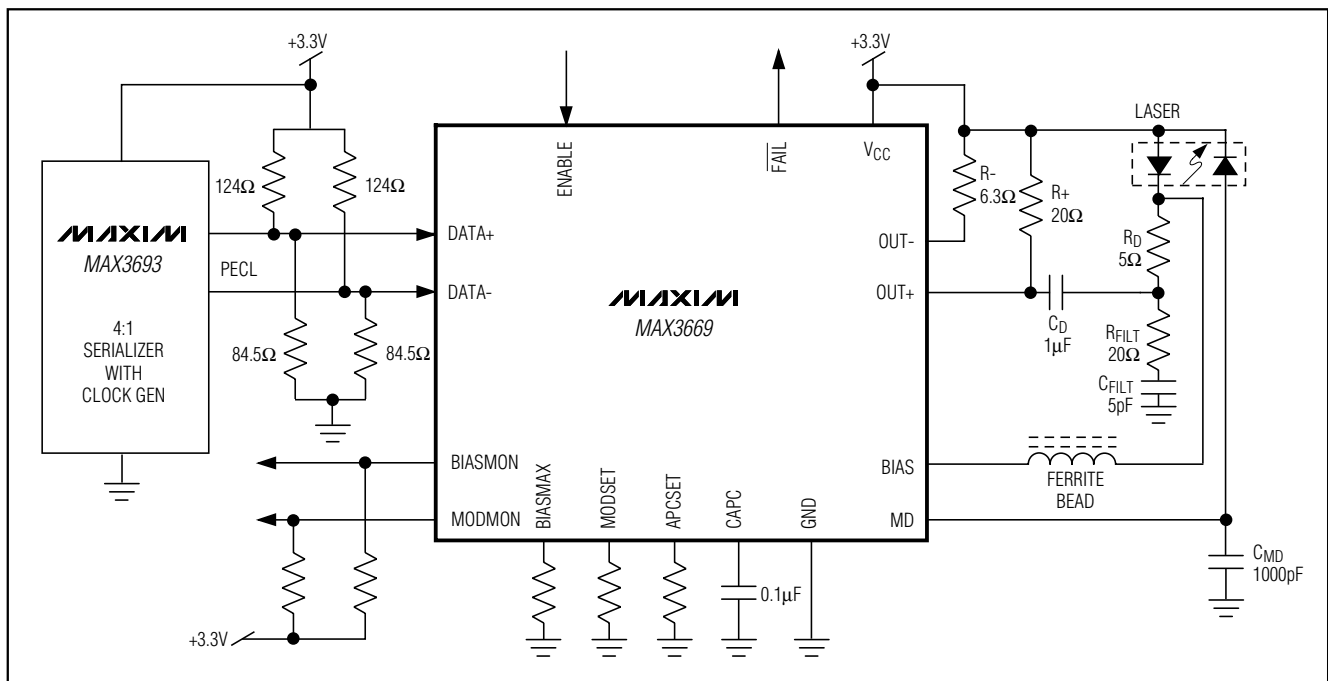 +3.3V
+3.3V
LASER
ENABLE
FAIL
VCC
124Ω
124Ω
R-
6.3Ω
R+
20Ω
MAXIM
MAX3693
PECL
4:1
SERIALIZER
WITH
CLOCK GEN
DATA+
DATA-
84.5Ω
84.5Ω
MAXIM
MAX3669
OUT-
OUT+
RD
5Ω
CD
1μF
RFILT
20Ω
CFILT
5pF
BIASMON
MODMON
BIASMAX
MODSET
APCSET
CAPC
GND
BIAS
MD
FERRITE
BEAD
0.1μF
CMD
1000pF
+3.3V